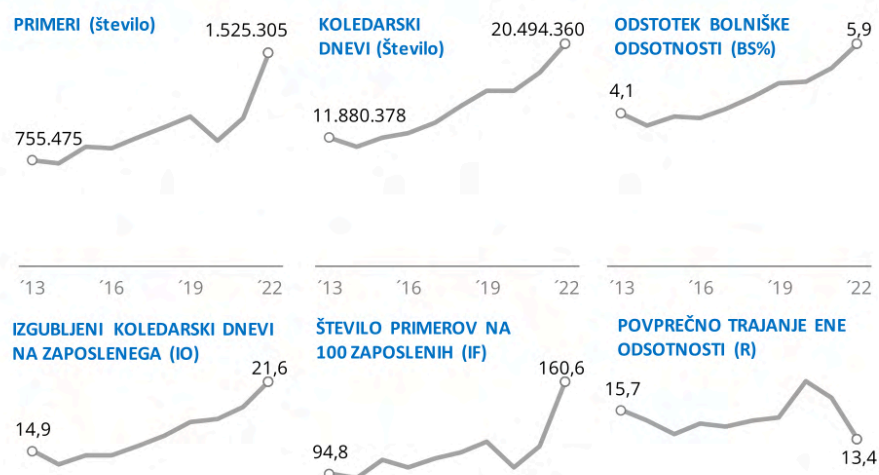 PRIMERI (število)
1.525.305
755.475
KOLEDARSKI
DNEVI (Število)
20.494.360
11.880.378
ODSTOTEK BOLNIŠKE
ODSOTNOSTI (BS%)
5,9
4,1
´13 ´16 ´19 ´22
´13 ´16 ´19 ´22
´13 ´16 ´19 ´22
IZGUBLJENI KOLEDARSKI DNEVI
NA ZAPOSLENEGA (IO)
21,6
14,9
ŠTEVILO PRIMEROV NA
100 ZAPOSLENIH (IF)
160,6
94,8
POVPREČNO TRAJANJE ENE
ODSOTNOSTI (R)
15,7
13,4